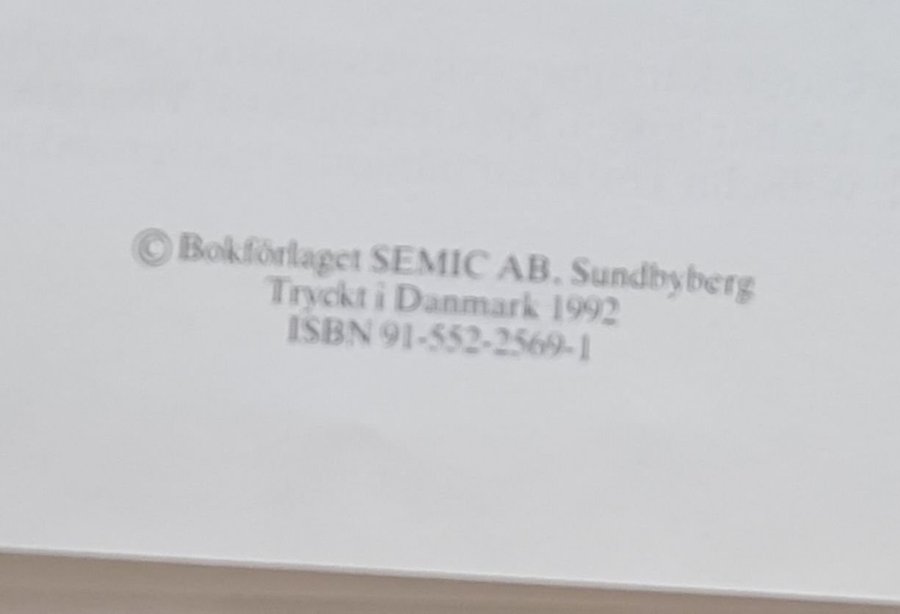 © Bokförlaget SEMIC AB, Sundbyberg
Tryckt i Danmark 1992
ISBN 91-552-2569-1